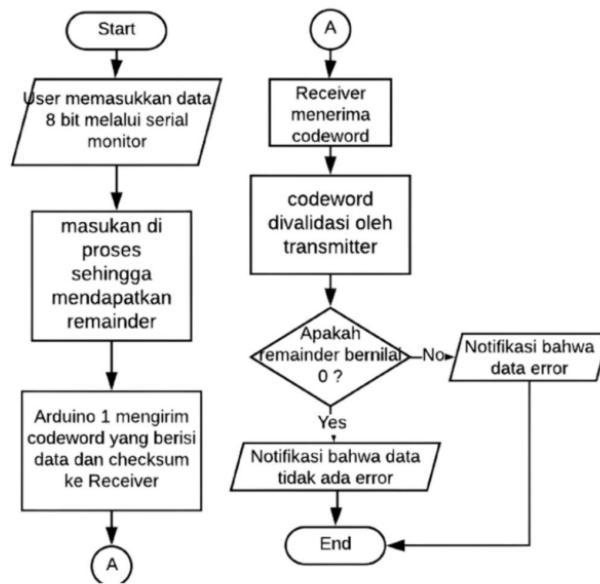 Start
User memasukkan data
8 bit melalui serial
monitor
masukan di
proses
sehingga
mendapatkan
remainder
Arduino 1 mengirim
codeword yang berisi
data dan checksum
ke Receiver
A
A
Receiver
menerima
codeword
codeword
divalidasi oleh
transmitter
Apakah
remainder bernilai
0 ?
No
Notifikasi bahwa
data error
Yes
Notifikasi bahwa data
tidak ada error
End